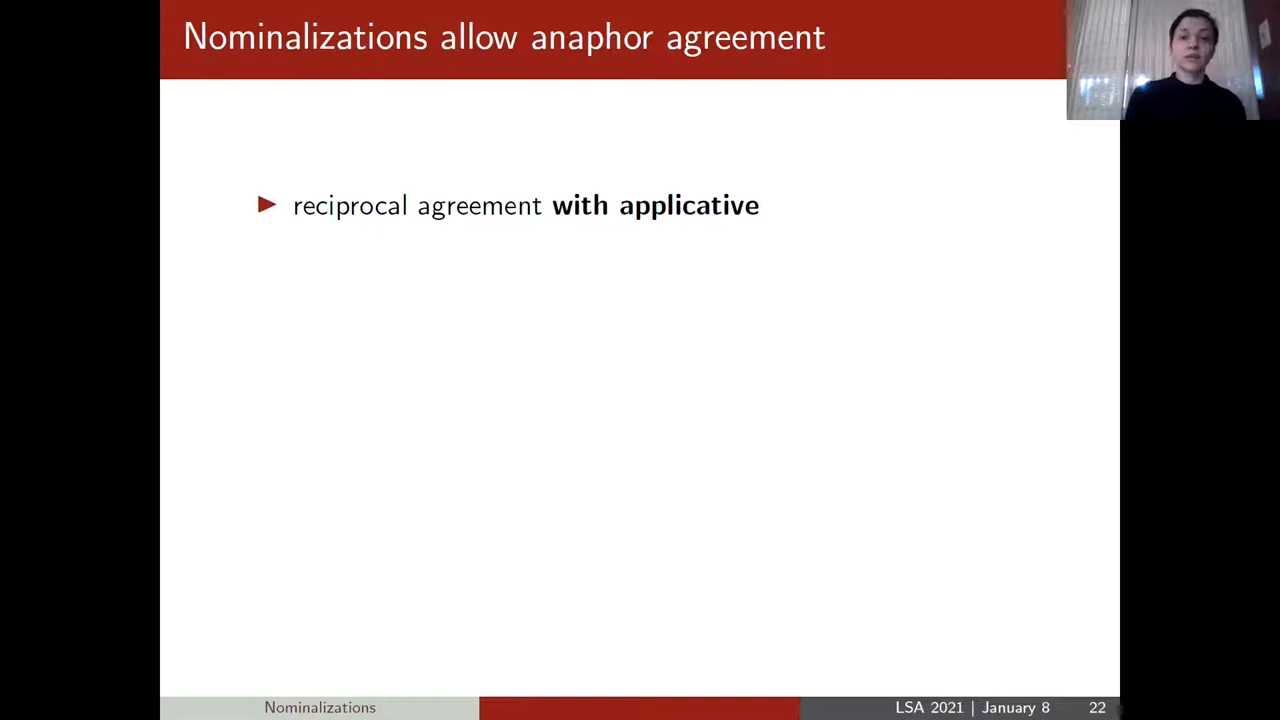 Nominalizations allow anaphor agreement
reciprocal agreement with applicative
Nominalizations
LSA 2021 | January 8 22